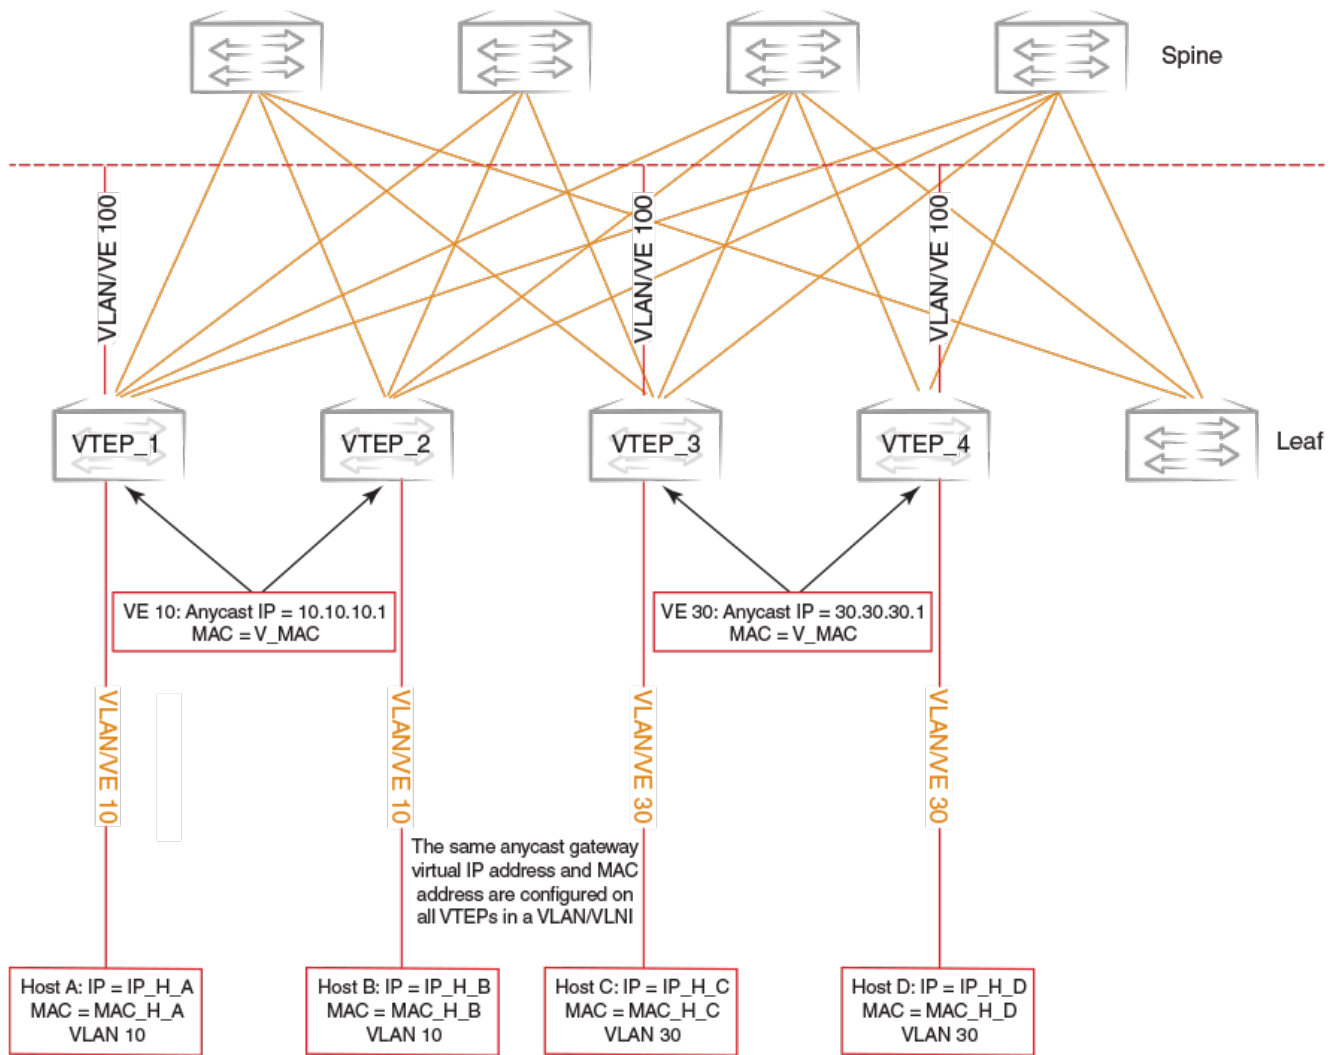 Spine
VLAN/VE 100
VLAN/VE 100
VLAN/VE 100
VTEP_1
VTEP_2
VTEP_3
VTEP_4
Leaf
VE 10: Anycast IP = 10.10.10.1
MAC = V_MAC
VE 30: Anycast IP = 30.30.30.1
MAC = V_MAC
VLAN/VE 10
VLAN/VE 10
VLAN/VE 30
VLAN/VE 30
The same anycast gateway
virtual IP address and MAC
address are configured on
all VTEPs in a VLAN/VLNI
Host A: IP = IP_H_A
MAC = MAC_H_A
VLAN 10
Host B: IP = IP_H_B
MAC = MAC_H_B
VLAN 10
Host C: IP = IP_H_C
MAC = MAC_H_C
VLAN 30
Host D: IP = IP_H_D
MAC = MAC_H_D
VLAN 30